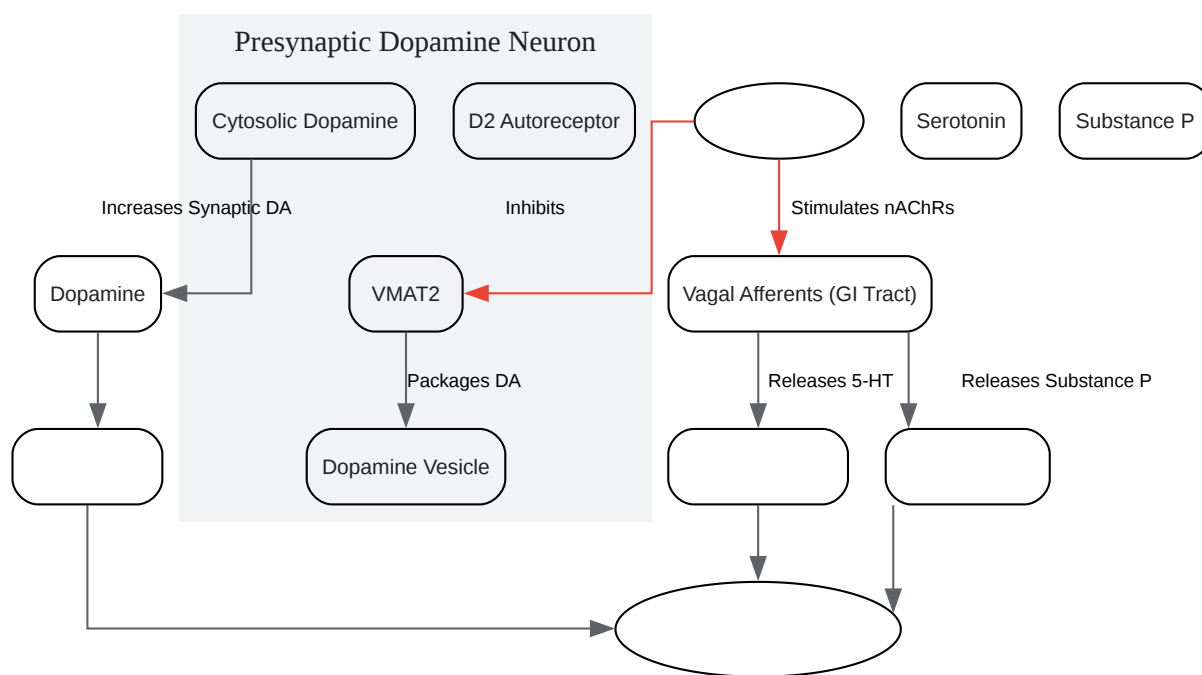 Presynaptic Dopamine Neuron
Cytosolic Dopamine
D2 Autoreceptor
Serotonin
Substance P
Increases Synaptic DA
Inhibits
Stimulates nAChRs
Dopamine
VMAT2
Vagal Afferents (GI Tract)
Packages DA
Releases 5-HT
Releases Substance P
Dopamine Vesicle